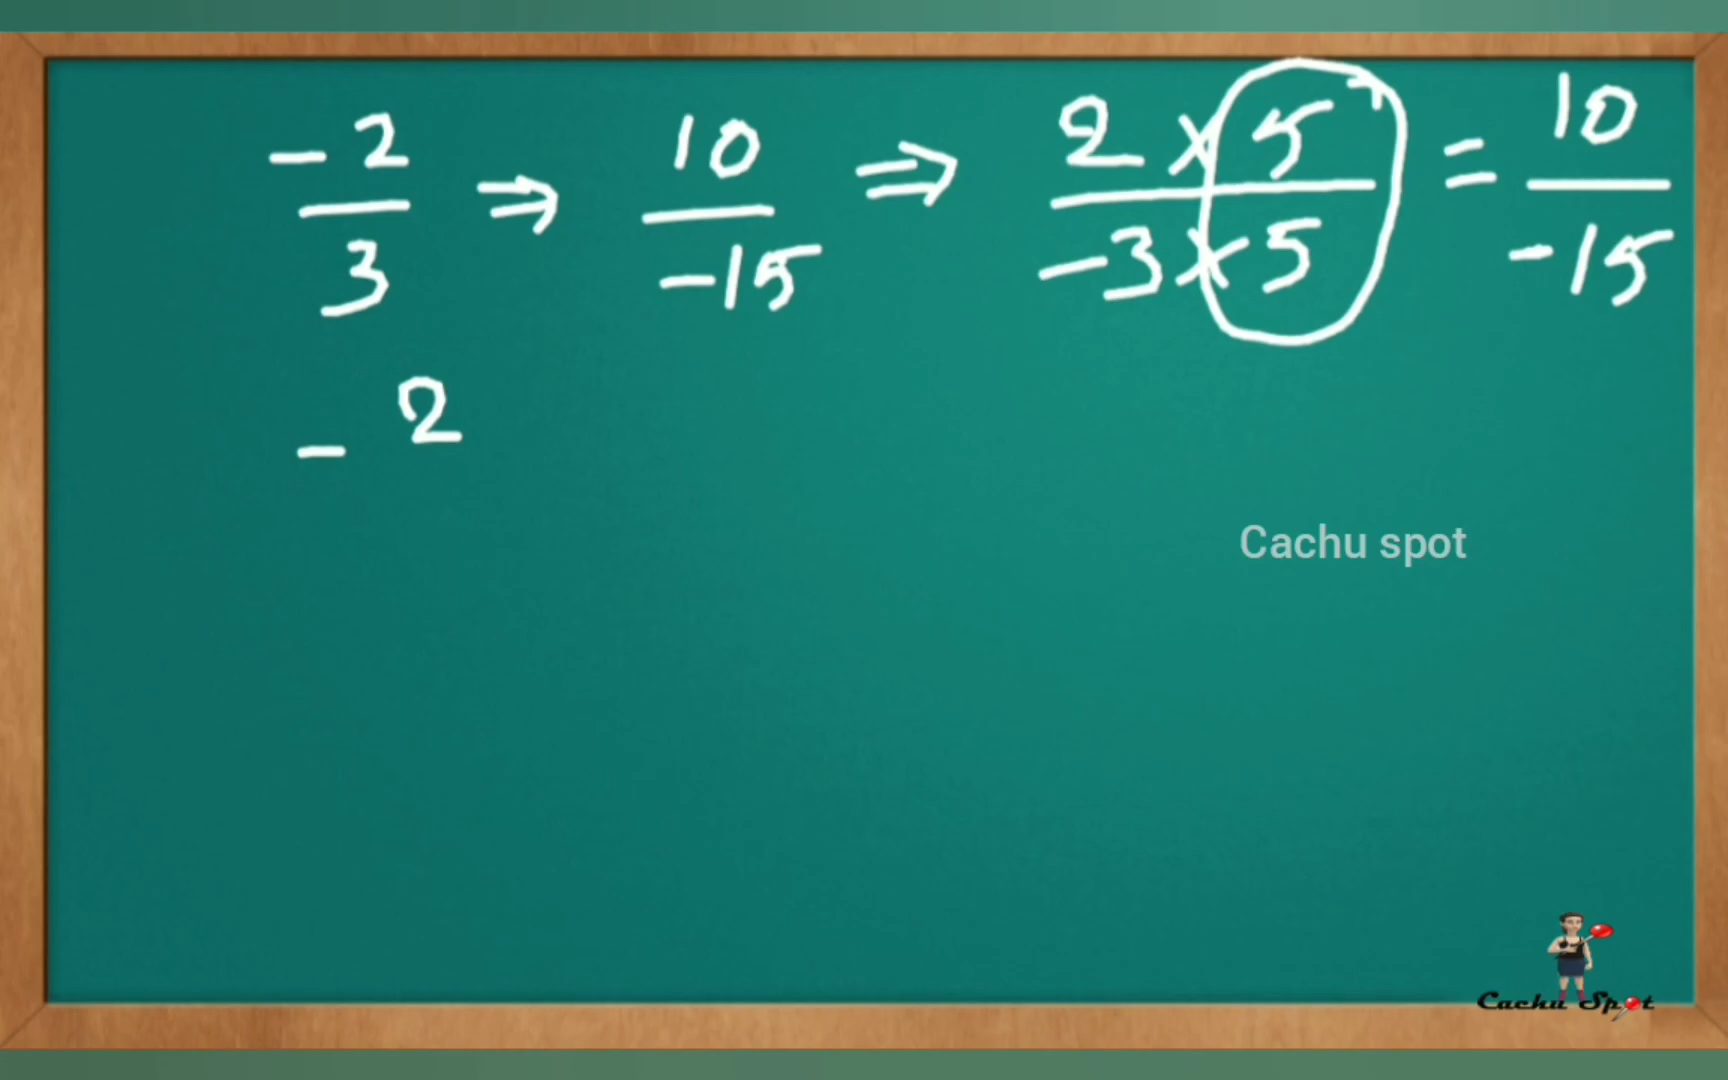 -2/3 ⇒ 10/-15 ⇒ 2×5/-3×5 = 10/-15
- 2
Cachu spot
Cachu Spot